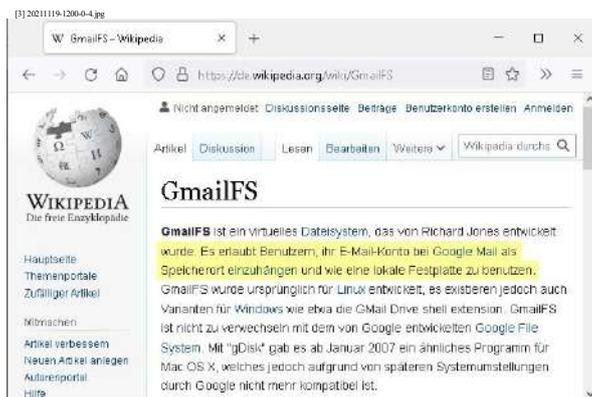 [3] 20211119-1200-0-4.jpg
W GmailFS – Wikipedia × +
https://de.wikipedia.org/wiki/GmailFS
Nicht angemeldet Diskussionsseite Beiträge Benutzerkonto erstellen Anmelden
Artikel Diskussion Lesen Bearbeiten Weitere Wikipedia durchs
WIKIPEDIA
Die freie Enzyklopädie
Hauptseite
Themenportale
Zufälliger Artikel
Mitmachen
Artikel verbessern
Neuen Artikel anlegen
Autorenportal
Hilfe
GmailFS
GmailFS ist ein virtuelles Dateisystem, das von Richard Jones entwickelt
wurde. Es erlaubt Benutzern, ihr E-Mail-Konto bei Google Mail als
Speicherort einzuhängen und wie eine lokale Festplatte zu benutzen.
GmailFS wurde ursprünglich für Linux entwickelt, es existieren jedoch auch
Varianten für Windows wie etwa die GMail Drive shell extension. GmailFS
ist nicht zu verwechseln mit dem von Google entwickelten Google File
System. Mit "gDisk" gab es ab Januar 2007 ein ähnliches Programm für
Mac OS X, welches jedoch aufgrund von späteren Systemumstellungen
durch Google nicht mehr kompatibel ist.